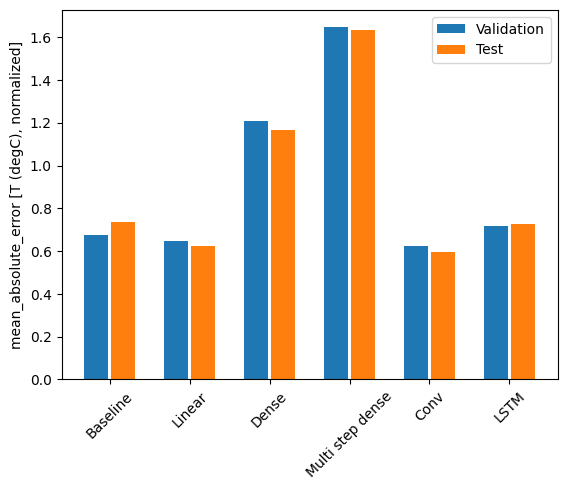 mean_absolute_error [T (degC), normalized]
1.6
1.4
1.2
1.0
0.8
0.6
0.4
0.2
0.0
Validation
Test
Baseline
Linear
Dense
Multi step dense
Conv
LSTM